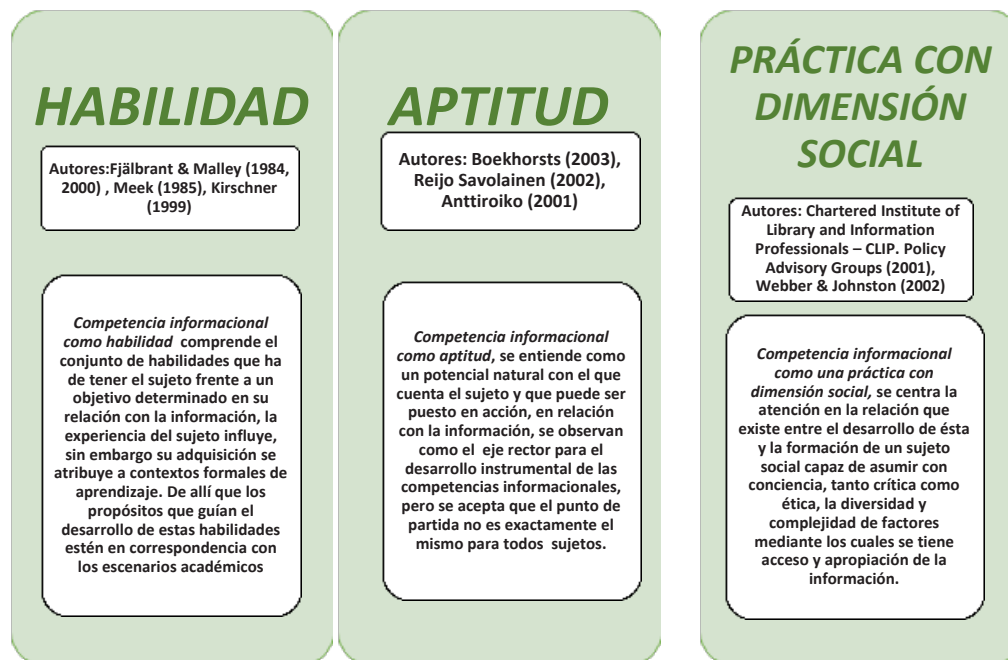 HABILIDAD
Autores:Fjälbrant & Malley (1984,
2000) , Meek (1985), Kirschner
(1999)
Competencia informacional
como habilidad comprende el
conjunto de habilidades que ha
de tener el sujeto frente a un
objetivo determinado en su
relación con la información, la
experiencia del sujeto influye,
sin embargo su adquisición se
atribuye a contextos formales de
aprendizaje. De allí que los
propósitos que guían el
desarrollo de estas habilidades
estén en correspondencia con
los escenarios académicos
APTITUD
Autores: Boekhorsts (2003),
Reijo Savolainen (2002),
Anttiroiko (2001)
Competencia informacional
como aptitud, se entiende como
un potencial natural con el que
cuenta el sujeto y que puede ser
puesto en acción, en relación
con la información, se observan
como el eje rector para el
desarrollo instrumental de las
competencias informacionales,
pero se acepta que el punto de
partida no es exactamente el
mismo para todos sujetos.
PRÁCTICA CON
DIMENSIÓN
SOCIAL
Autores: Chartered Institute of
Library and Information
Professionals – CLIP. Policy
Advisory Groups (2001),
Webber & Johnston (2002)
Competencia informacional
como una práctica con
dimensión social, se centra la
atención en la relación que
existe entre el desarrollo de ésta
y la formación de un sujeto
social capaz de asumir con
conciencia, tanto crítica como
ética, la diversidad y
complejidad de factores
mediante los cuales se tiene
acceso y apropiación de la
información.